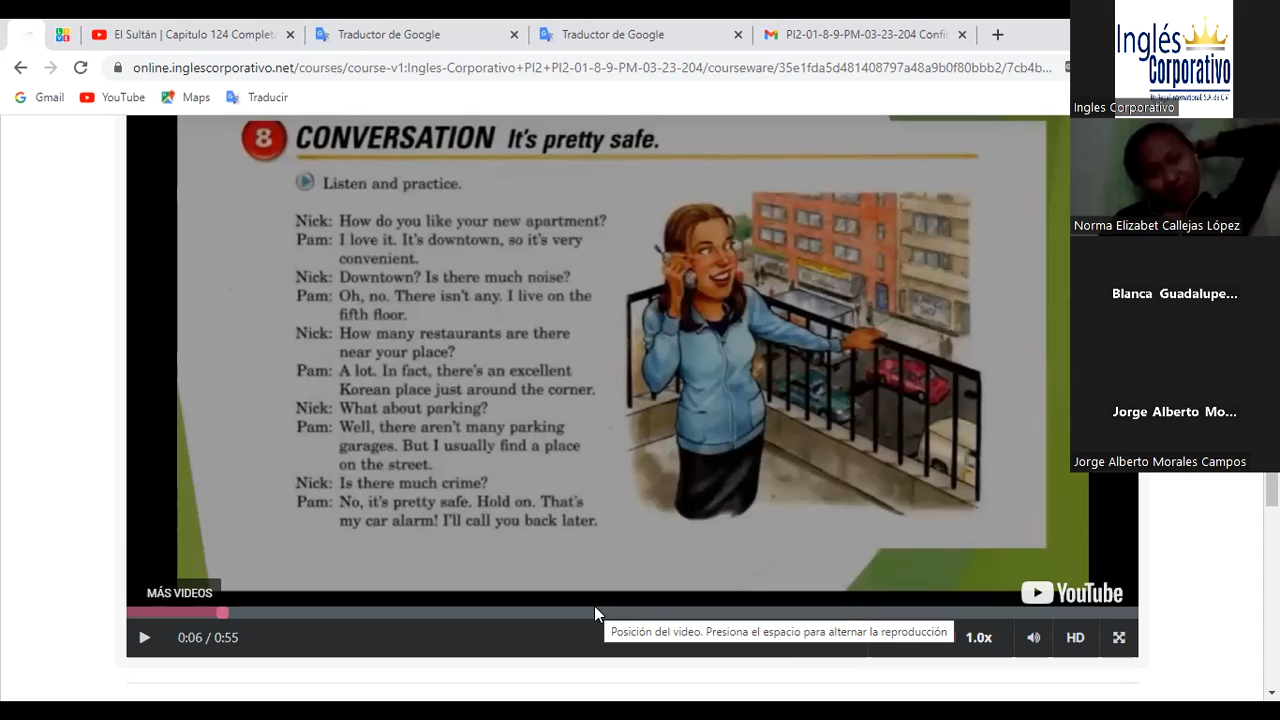 El Sultán | Capitulo 124 Complet
Traductor de Google
Traductor de Google
PI2-01-8-9-PM-03-23-204 Confi
online.inglescorporativo.net/courses/course-v1:Ingles-Corporativo+PI2+PI2-01-8-9-PM-03-23-204/courseware/35e1fda5d481408797a48a9b0f80bbb2/7cb4b...
Gmail
YouTube
Maps
Traducir
Inglés
Corporativo
Ingles Corporativo
Norma Elizabet Callejas López
Blanca Guadalupe...
Jorge Alberto Mo...
Jorge Alberto Morales Campos
8 CONVERSATION It's pretty safe.
Listen and practice.
Nick: How do you like your new apartment?
Pam: I love it. It's downtown, so it's very
convenient.
Nick: Downtown? Is there much noise?
Pam: Oh, no. There isn't any. I live on the
fifth floor.
Nick: How many restaurants are there
near your place?
Pam: A lot. In fact, there's an excellent
Korean place just around the corner.
Nick: What about parking?
Pam: Well, there aren't many parking
garages. But I usually find a place
on the street.
Nick: Is there much crime?
Pam: No, it's pretty safe. Hold on. That's
my car alarm! I'll call you back later.
MÁS VIDEOS
YouTube
Posición del video. Presiona el espacio para alternar la reproducción
0:06 / 0:55
1.0x
HD